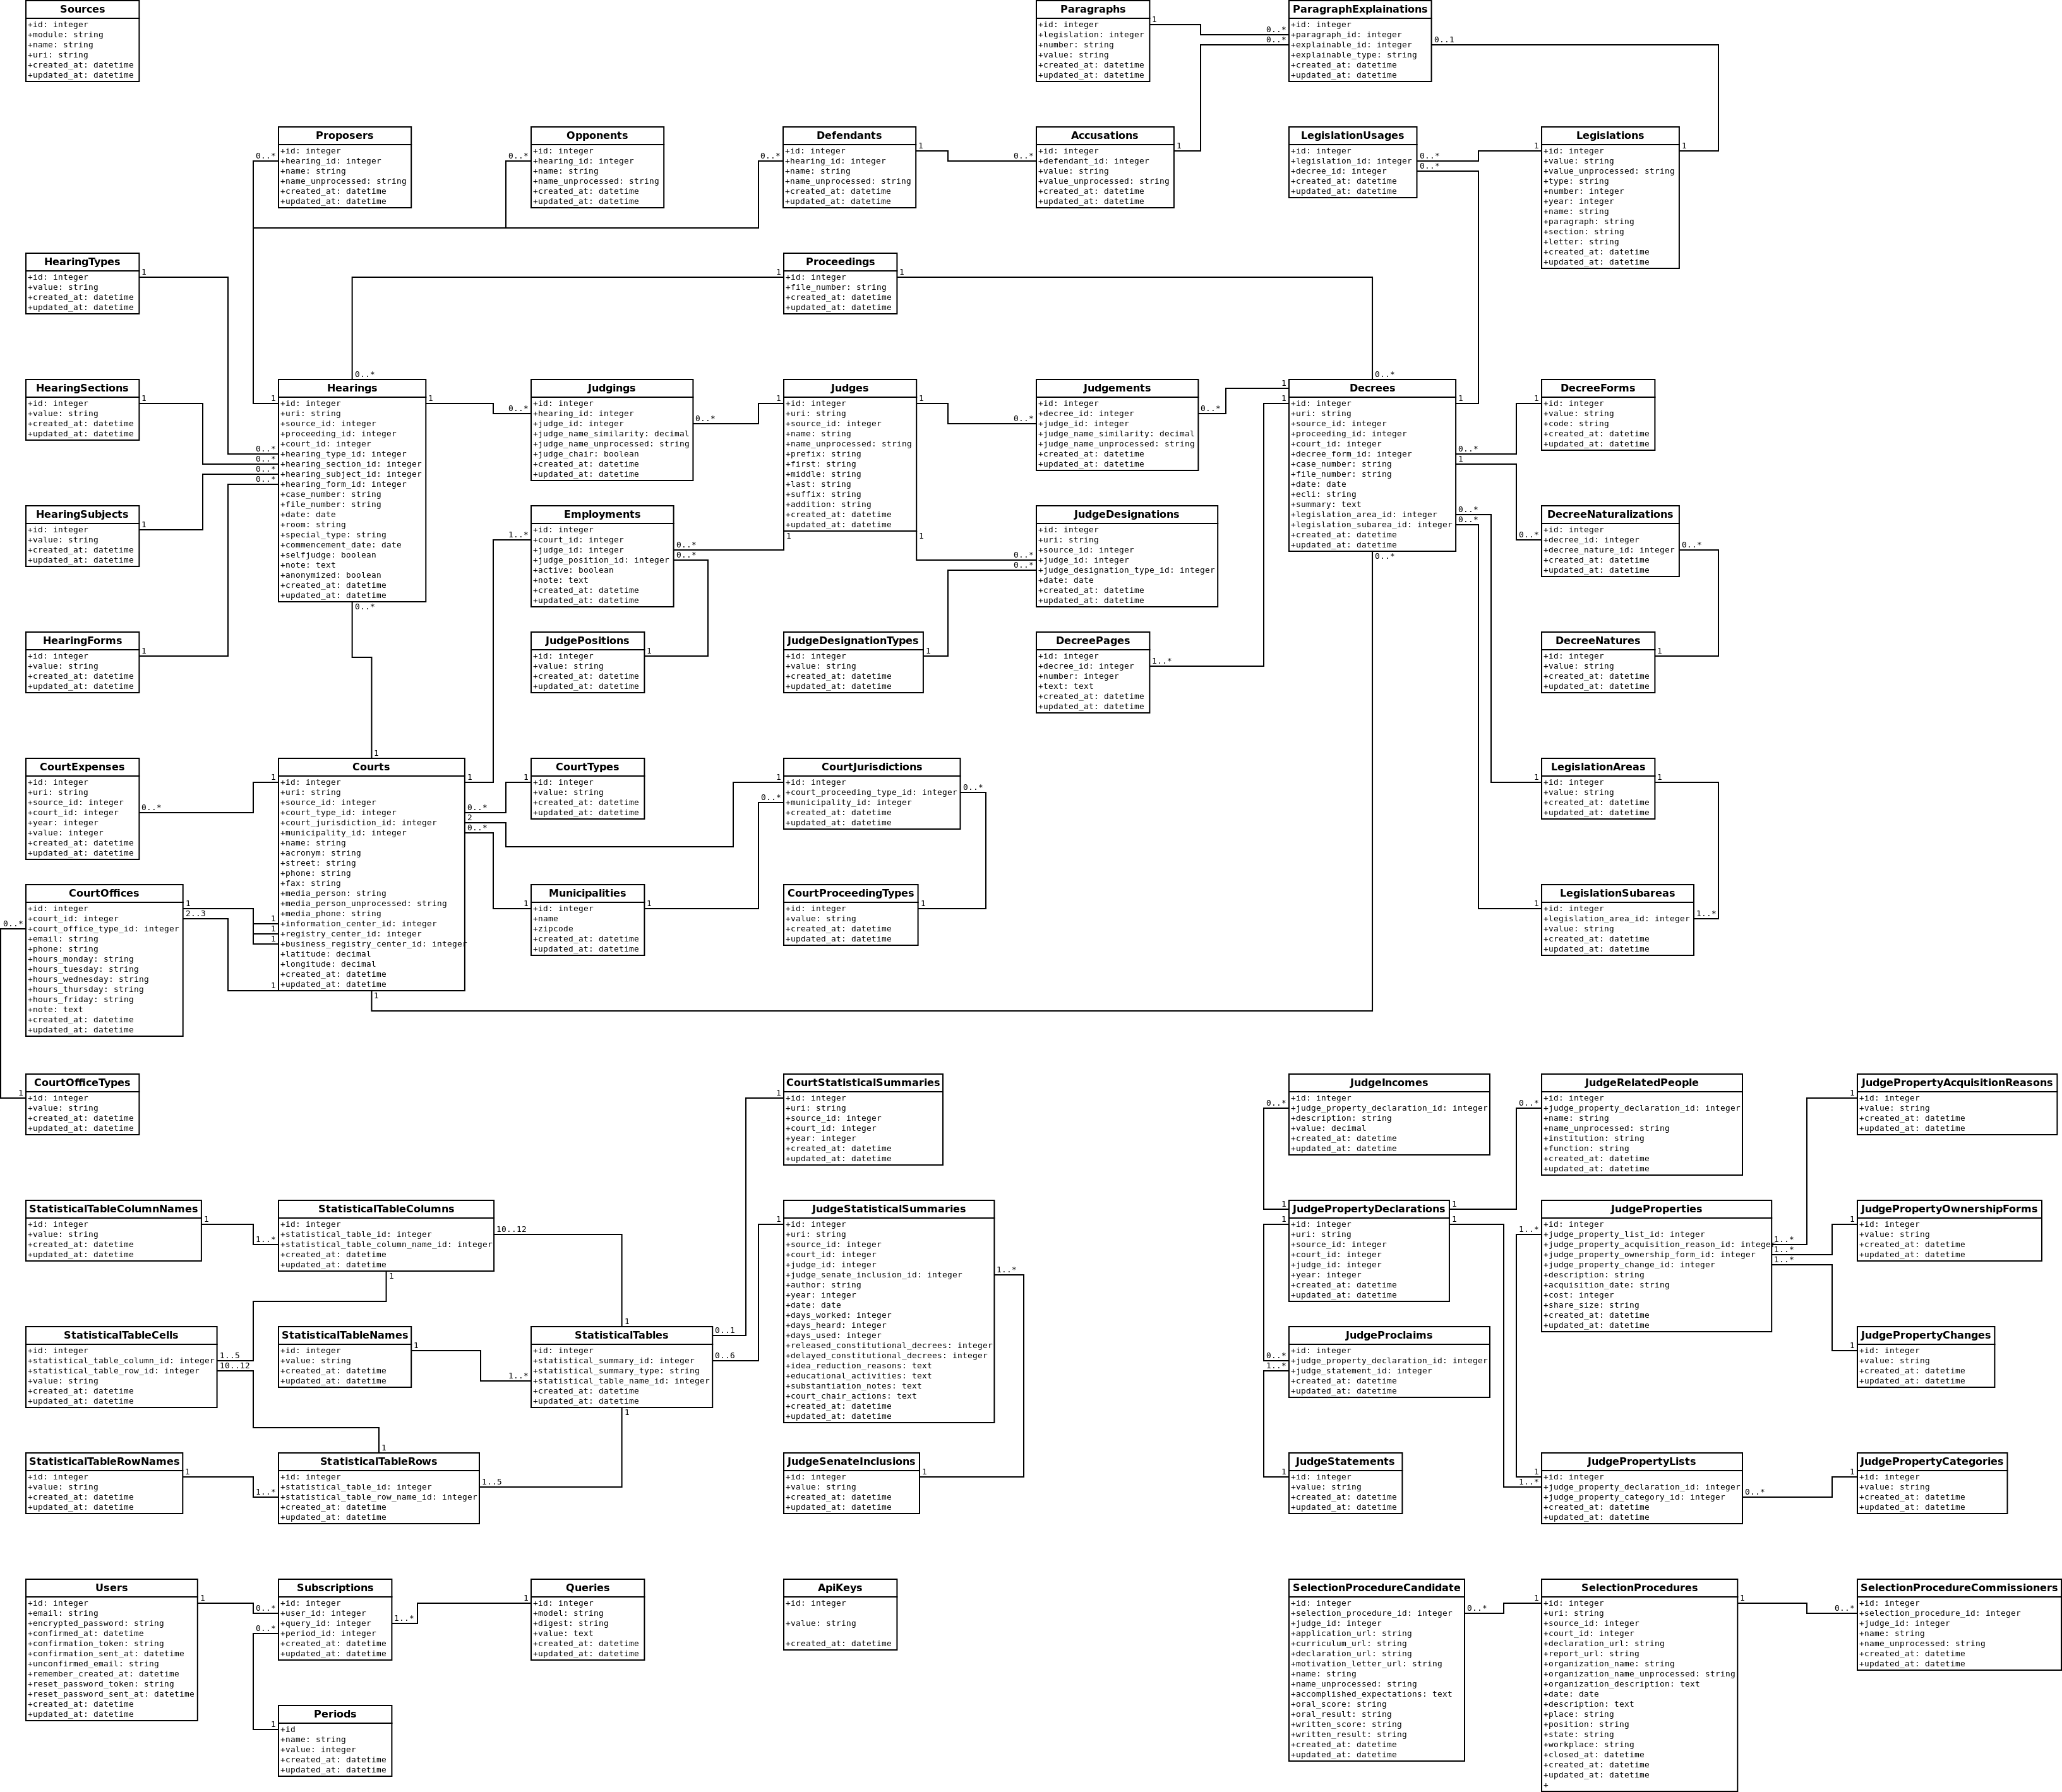 Sources
+id: integer
+module: string
+name: string
+uri: string
+created_at: datetime
+updated_at: datetime
Paragraphs
+id: integer
+legislation: integer
+number: string
+value: string
+created_at: datetime
+updated_at: datetime
1
ParagraphExplainations
+id: integer
+paragraph_id: integer
+explainable_id: integer
+explainable_type: string
+created_at: datetime
+updated_at: datetime
0..*
0..*
0..1
Proposers
+id: integer
+hearing_id: integer
+name: string
+name_unprocessed: string
+created_at: datetime
+updated_at: datetime
0..*
Opponents
+id: integer
+hearing_id: integer
+name: string
+name_unprocessed: string
+created_at: datetime
+updated_at: datetime
0..*
Defendants
+id: integer
+hearing_id: integer
+name: string
+name_unprocessed: string
+created_at: datetime
+updated_at: datetime
0..*
1
Accusations
+id: integer
+defendant_id: integer
+value: string
+value_unprocessed: string
+created_at: datetime
+updated_at: datetime
0..*
1
LegislationUsages
+id: integer
+legislation_id: integer
+decree_id: integer
+created_at: datetime
+updated_at: datetime
0..*
0..*
Legislations
+id: integer
+value: string
+value_unprocessed: string
+type: string
+number: integer
+year: integer
+name: string
+paragraph: string
+section: string
+letter: string
+created_at: datetime
+updated_at: datetime
1
1
HearingTypes
+id: integer
+value: string
+created_at: datetime
+updated_at: datetime
1
Proceedings
+id: integer
+file_number: string
+created_at: datetime
+updated_at: datetime
1
1
HearingSections
+id: integer
+value: string
+created_at: datetime
+updated_at: datetime
1
Hearings
+id: integer
+uri: string
+source_id: integer
+proceeding_id: integer
+court_id: integer
+hearing_type_id: integer
+hearing_section_id: integer
+hearing_subject_id: integer
+hearing_form_id: integer
+case_number: string
+file_number: string
+date: date
+room: string
+special_type: string
+commencement_date: date
+selfjudge: boolean
+note: text
+anonymized: boolean
+created_at: datetime
+updated_at: datetime
0..*
1
1
0..*
0..*
0..*
0..*
0..*
Judgings
+id: integer
+hearing_id: integer
+judge_id: integer
+judge_name_similarity: decimal
+judge_name_unprocessed: string
+judge_chair: boolean
+created_at: datetime
+updated_at: datetime
0..*
0..*
Judges
+id: integer
+uri: string
+source_id: integer
+name: string
+name_unprocessed: string
+prefix: string
+first: string
+middle: string
+last: string
+suffix: string
+addition: string
+created_at: datetime
+updated_at: datetime
1
1
1
1
Judgements
+id: integer
+decree_id: integer
+judge_id: integer
+judge_name_similarity: decimal
+judge_name_unprocessed: string
+created_at: datetime
+updated_at: datetime
0..*
0..*
Decrees
+id: integer
+uri: string
+source_id: integer
+proceeding_id: integer
+court_id: integer
+decree_form_id: integer
+case_number: string
+file_number: string
+date: date
+ecli: string
+summary: text
+legislation_area_id: integer
+legislation_subarea_id: integer
+created_at: datetime
+updated_at: datetime
0..*
1
1
1
0..*
1
0..*
0..*
0..*
DecreeForms
+id: integer
+value: string
+code: string
+created_at: datetime
+updated_at: datetime
1
HearingSubjects
+id: integer
+value: string
+created_at: datetime
+updated_at: datetime
1
Employments
+id: integer
+court_id: integer
+judge_id: integer
+judge_position_id: integer
+active: boolean
+note: text
+created_at: datetime
+updated_at: datetime
1..*
0..*
0..*
JudgeDesignations
+id: integer
+uri: string
+source_id: integer
+judge_id: integer
+judge_designation_type_id: integer
+date: date
+created_at: datetime
+updated_at: datetime
0..*
0..*
DecreeNaturalizations
+id: integer
+decree_id: integer
+decree_nature_id: integer
+created_at: datetime
+updated_at: datetime
0..*
0..*
HearingForms
+id: integer
+value: string
+created_at: datetime
+updated_at: datetime
1
JudgePositions
+id: integer
+value: string
+created_at: datetime
+updated_at: datetime
1
JudgeDesignationTypes
+id: integer
+value: string
+created_at: datetime
+updated_at: datetime
1
DecreePages
+id: integer
+decree_id: integer
+number: integer
+text: text
+created_at: datetime
+updated_at: datetime
1..*
DecreeNatures
+id: integer
+value: string
+created_at: datetime
+updated_at: datetime
1
CourtExpenses
+id: integer
+uri: string
+source_id: integer
+court_id: integer
+year: integer
+value: integer
+created_at: datetime
+updated_at: datetime
0..*
Courts
+id: integer
+uri: string
+source_id: integer
+court_type_id: integer
+court_jurisdiction_id: integer
+municipality_id: integer
+name: string
+acronym: string
+street: string
+phone: string
+fax: string
+media_person: string
+media_person_unprocessed: string
+media_phone: string
+information_center_id: integer
+registry_center_id: integer
+business_registry_center_id: integer
+latitude: decimal
+longitude: decimal
+created_at: datetime
+updated_at: datetime
1
1
1
0..*
2
0..*
1
1
1
1
1
CourtTypes
+id: integer
+value: string
+created_at: datetime
+updated_at: datetime
1
CourtJurisdictions
+id: integer
+court_proceeding_type_id: integer
+municipality_id: integer
+created_at: datetime
+updated_at: datetime
1
0..*
0..*
LegislationAreas
+id: integer
+value: string
+created_at: datetime
+updated_at: datetime
1
1
CourtOffices
+id: integer
+court_id: integer
+court_office_type_id: integer
+email: string
+phone: string
+hours_monday: string
+hours_tuesday: string
+hours_wednesday: string
+hours_thursday: string
+hours_friday: string
+note: text
+created_at: datetime
+updated_at: datetime
0..*
1
2..3
Municipalities
+id: integer
+name
+zipcode
+created_at: datetime
+updated_at: datetime
1
1
CourtProceedingTypes
+id: integer
+value: string
+created_at: datetime
+updated_at: datetime
1
LegislationSubareas
+id: integer
+legislation_area_id: integer
+value: string
+created_at: datetime
+updated_at: datetime
1
1..*
CourtOfficeTypes
+id: integer
+value: string
+created_at: datetime
+updated_at: datetime
1
CourtStatisticalSummaries
+id: integer
+uri: string
+source_id: integer
+court_id: integer
+year: integer
+created_at: datetime
+updated_at: datetime
1
JudgeIncomes
+id: integer
+judge_property_declaration_id: integer
+description: string
+value: decimal
+created_at: datetime
+updated_at: datetime
0..*
JudgeRelatedPeople
+id: integer
+judge_property_declaration_id: integer
+name: string
+name_unprocessed: string
+institution: string
+function: string
+created_at: datetime
+updated_at: datetime
0..*
JudgePropertyAcquisitionReasons
+id: integer
+value: string
+created_at: datetime
+updated_at: datetime
1
StatisticalTableColumnNames
+id: integer
+value: string
+created_at: datetime
+updated_at: datetime
1
StatisticalTableColumns
+id: integer
+statistical_table_id: integer
+statistical_table_column_name_id: integer
+created_at: datetime
+updated_at: datetime
1..*
10..12
1
JudgeStatisticalSummaries
+id: integer
+uri: string
+source_id: integer
+court_id: integer
+judge_id: integer
+judge_senate_inclusion_id: integer
+author: string
+year: integer
+date: date
+days_worked: integer
+days_heard: integer
+days_used: integer
+released_constitutional_decrees: integer
+delayed_constitutional_decrees: integer
+idea_reduction_reasons: text
+educational_activities: text
+substantiation_notes: text
+court_chair_actions: text
+created_at: datetime
+updated_at: datetime
1
1..*
JudgePropertyDeclarations
+id: integer
+uri: string
+source_id: integer
+court_id: integer
+judge_id: integer
+year: integer
+created_at: datetime
+updated_at: datetime
1
1
1
1
JudgeProperties
+id: integer
+judge_property_list_id: integer
+judge_property_acquisition_reason_id: integer
+judge_property_ownership_form_id: integer
+judge_property_change_id: integer
+description: string
+acquisition_date: string
+cost: integer
+share_size: string
+created_at: datetime
+updated_at: datetime
1..*
1..*
1..*
1..*
JudgePropertyOwnershipForms
+id: integer
+value: string
+created_at: datetime
+updated_at: datetime
1
StatisticalTableCells
+id: integer
+statistical_table_column_id: integer
+statistical_table_row_id: integer
+value: string
+created_at: datetime
+updated_at: datetime
1..5
10..12
StatisticalTableNames
+id: integer
+value: string
+created_at: datetime
+updated_at: datetime
1
StatisticalTables
+id: integer
+statistical_summary_id: integer
+statistical_summary_type: string
+statistical_table_name_id: integer
+created_at: datetime
+updated_at: datetime
1
0..1
0..6
1..*
1
JudgeProclaims
+id: integer
+judge_property_declaration_id: integer
+judge_statement_id: integer
+created_at: datetime
+updated_at: datetime
0..*
1..*
JudgePropertyChanges
+id: integer
+value: string
+created_at: datetime
+updated_at: datetime
1
StatisticalTableRowNames
+id: integer
+value: string
+created_at: datetime
+updated_at: datetime
1
StatisticalTableRows
+id: integer
+statistical_table_id: integer
+statistical_table_row_name_id: integer
+created_at: datetime
+updated_at: datetime
1
1..*
1..5
JudgeSenateInclusions
+id: integer
+value: string
+created_at: datetime
+updated_at: datetime
1
JudgeStatements
+id: integer
+value: string
+created_at: datetime
+updated_at: datetime
1
JudgePropertyLists
+id: integer
+judge_property_declaration_id: integer
+judge_property_category_id: integer
+created_at: datetime
+updated_at: datetime
1
1..*
0..*
JudgePropertyCategories
+id: integer
+value: string
+created_at: datetime
+updated_at: datetime
1
Users
+id: integer
+email: string
+encrypted_password: string
+confirmed_at: datetime
+confirmation_token: string
+confirmation_sent_at: datetime
+unconfirmed_email: string
+remember_created_at: datetime
+reset_password_token: string
+reset_password_sent_at: datetime
+created_at: datetime
+updated_at: datetime
1
Subscriptions
+id: integer
+user_id: integer
+query_id: integer
+period_id: integer
+created_at: datetime
+updated_at: datetime
0..*
0..*
1..*
Queries
+id: integer
+model: string
+digest: string
+value: text
+created_at: datetime
+updated_at: datetime
1
ApiKeys
+id: integer
+value: string
+created_at: datetime
SelectionProcedureCandidate
+id: integer
+selection_procedure_id: integer
+judge_id: integer
+application_url: string
+curriculum_url: string
+declaration_url: string
+motivation_letter_url: string
+name: string
+name_unprocessed: string
+accomplished_expectations: text
+oral_score: string
+oral_result: string
+written_score: string
+written_result: string
+created_at: datetime
+updated_at: datetime
0..*
SelectionProcedures
+id: integer
+uri: string
+source_id: integer
+court_id: integer
+declaration_url: string
+report_url: string
+organization_name: string
+organization_name_unprocessed: string
+organization_description: text
+date: date
+description: text
+place: string
+position: string
+state: string
+workplace: string
+closed_at: datetime
+created_at: datetime
+updated_at: datetime
+
1
1
SelectionProcedureCommissioners
+id: integer
+selection_procedure_id: integer
+judge_id: integer
+name: string
+name_unprocessed: string
+created_at: datetime
+updated_at: datetime
0..*
Periods
+id
+name: string
+value: integer
+created_at: datetime
+updated_at: datetime
1